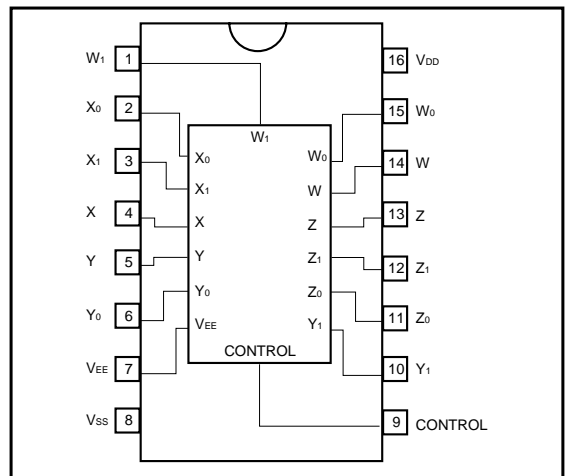 W1 1
X0 2
X1 3
X 4
Y 5
Y0 6
VEE 7
VSS 8
W1
X0
X1
X
Y
Y0
VEE
W0
W
Z
Z1
Z0
Y1
CONTROL
16 VDD
15 W0
14 W
13 Z
12 Z1
11 Z0
10 Y1
9 CONTROL